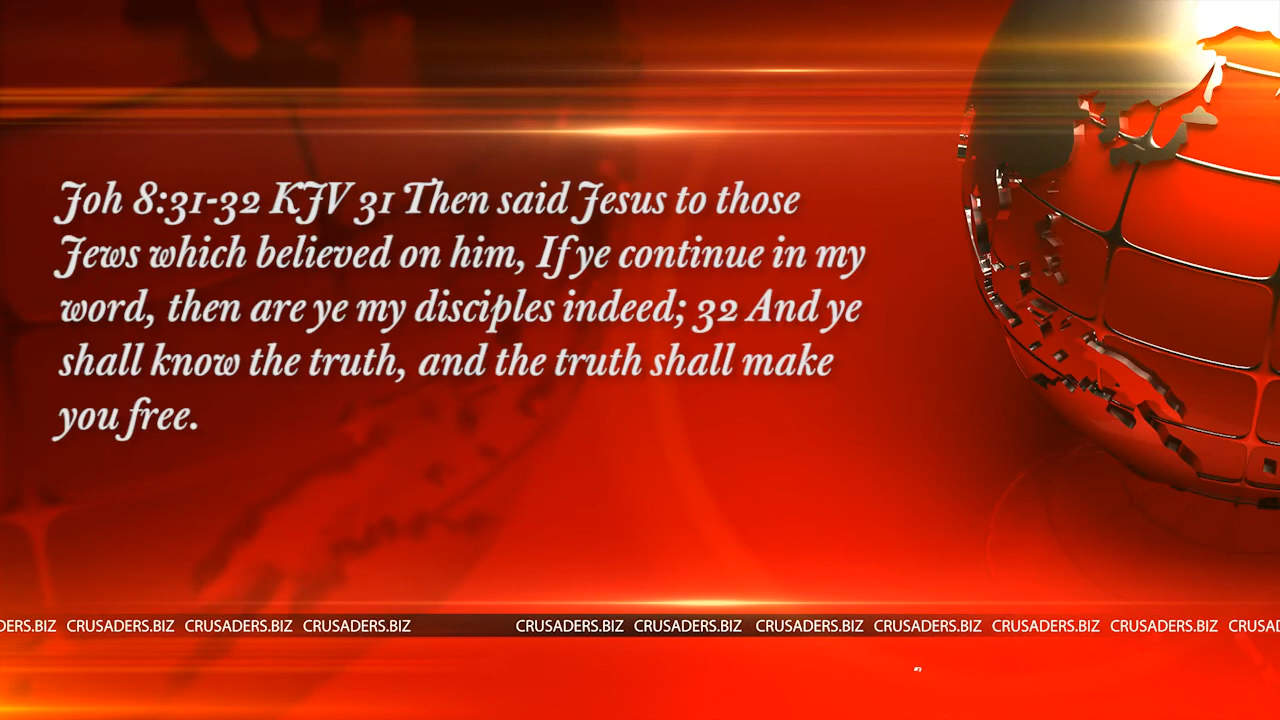 Joh 8:31-32 KJV 31 Then said Jesus to those
Jews which believed on him, If ye continue in my
word, then are ye my disciples indeed; 32 And ye
shall know the truth, and the truth shall make
you free.
DERS.BIZ CRUSADERS.BIZ CRUSADERS.BIZ CRUSADERS.BIZ CRUSADERS.BIZ CRUSADERS.BIZ CRUSADERS.BIZ CRUSADERS.BIZ CRUSADERS.BIZ CRUSADERS.BIZ CRUSA